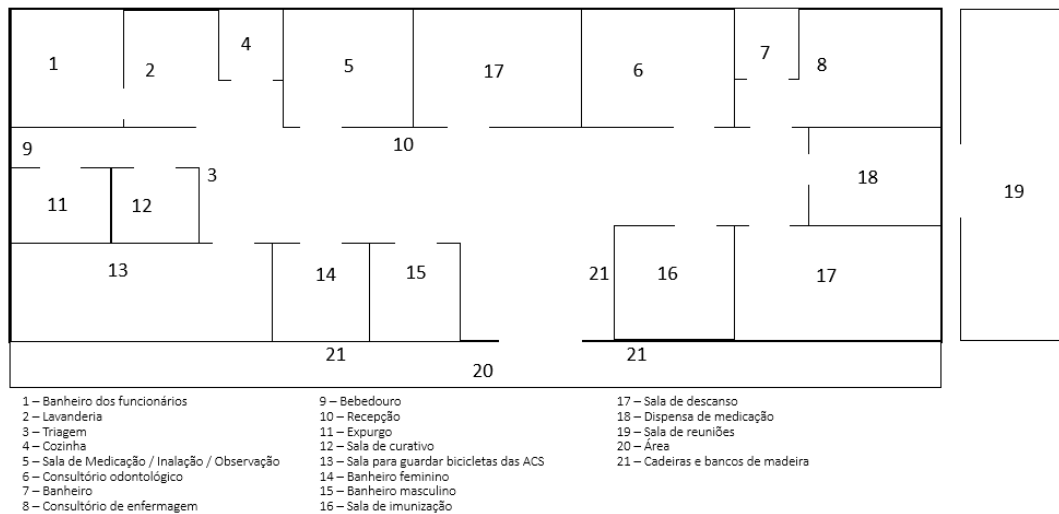 1
2
4
5
17
6
7
8
9
10
3
11
12
18
19
13
14
15
21
16
17
21
21
20
1 – Banheiro dos funcionários
2 – Lavanderia
3 – Triagem
4 – Cozinha
5 – Sala de Medicação / Inalação / Observação
6 – Consultório odontológico
7 – Banheiro
8 – Consultório de enfermagem
9 – Bebedouro
10 – Recepção
11 – Expurgo
12 – Sala de curativo
13 – Sala para guardar bicicletas das ACS
14 – Banheiro feminino
15 – Banheiro masculino
16 – Sala de imunização
17 – Sala de descanso
18 – Dispensa de medicação
19 – Sala de reuniões
20 – Área
21 – Cadeiras e bancos de madeira